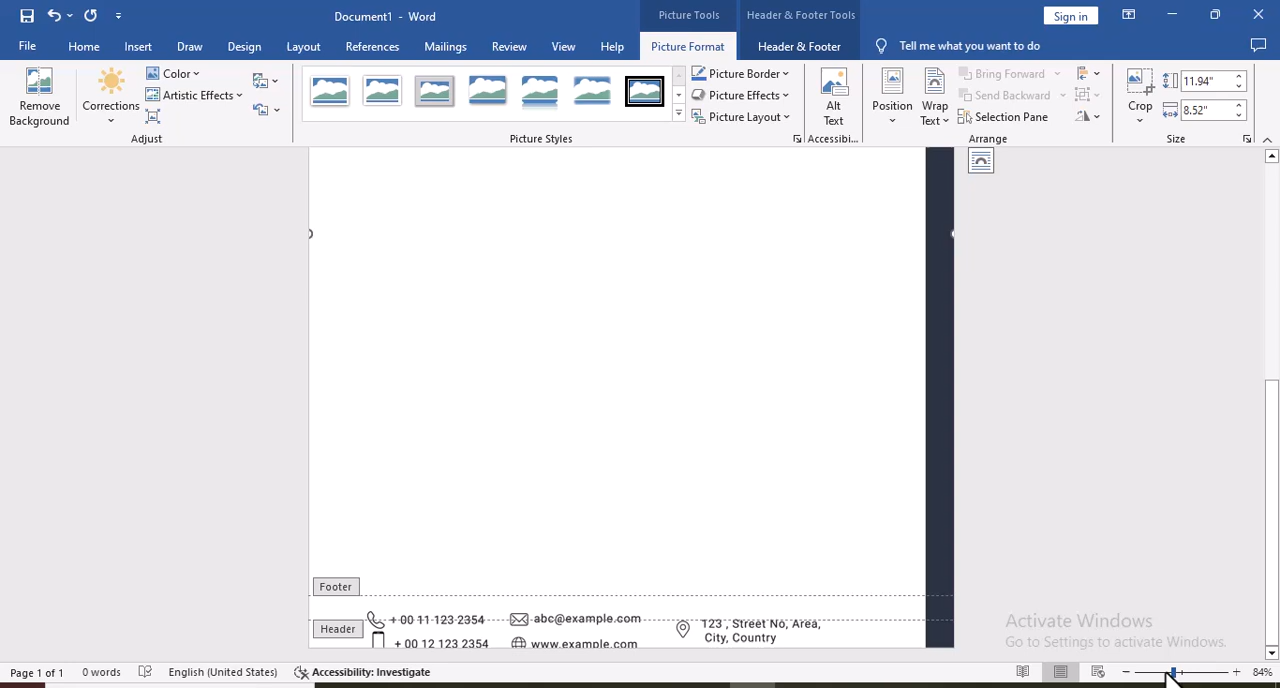 Document1 - Word
Picture Tools
Header & Footer Tools
Sign in
File Home Insert Draw Design Layout References Mailings Review View Help Picture Format Header & Footer Tell me what you want to do
Remove
Background
Corrections
Color
Artistic Effects
Adjust
Picture Styles
Picture Border
Picture Effects
Picture Layout
Alt
Text
Accessibi...
Position
Wrap
Text
Bring Forward
Send Backward
Selection Pane
Arrange
Crop
11.94"
8.52"
Size
Footer
Header
+ 00 11 123 2354
abc@example.com
123 , Street No, Area,
City, Country
+ 00 12 123 2354
www.example.com
Activate Windows
Go to Settings to activate Windows.
Page 1 of 1 0 words English (United States) Accessibility: Investigate 84%